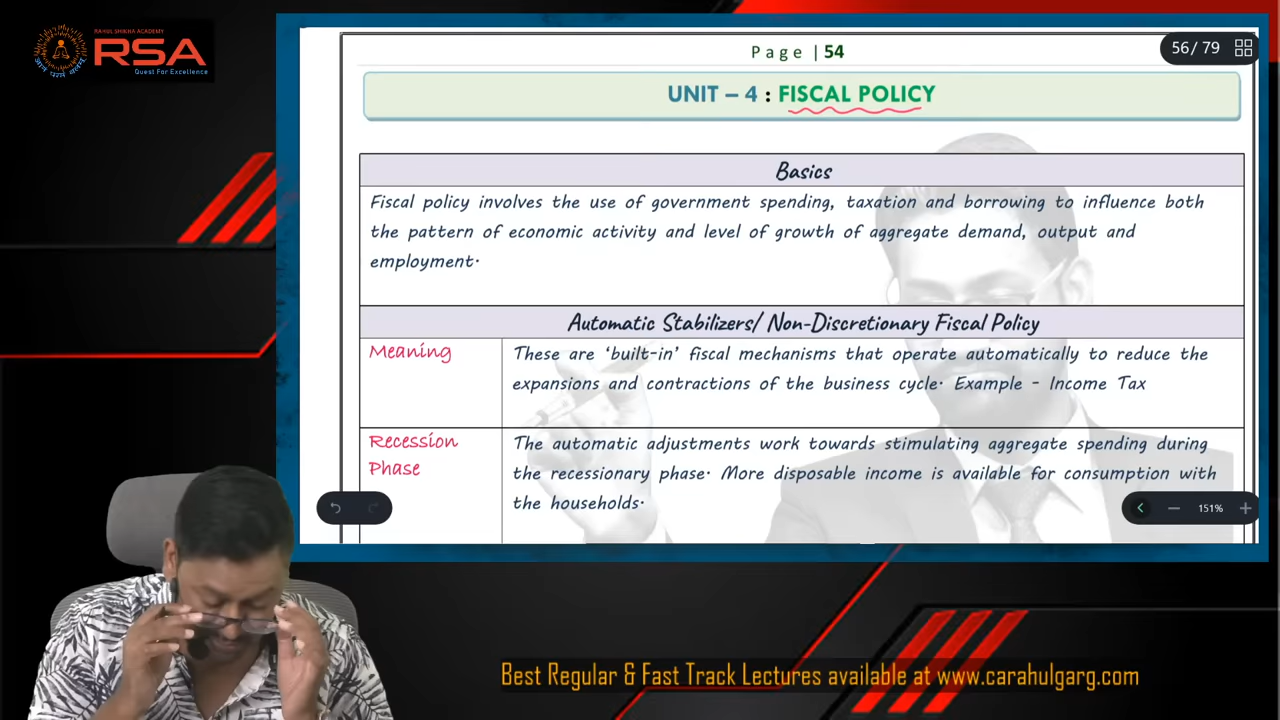 RAHUL SHIKHA ACADEMY
RSA
Quest For Excellence
Page | 54
56/ 79
UNIT – 4 : FISCAL POLICY
Basics
Fiscal policy involves the use of government spending, taxation and borrowing to influence both
the pattern of economic activity and level of growth of aggregate demand, output and
employment.
Automatic Stabilizers/ Non-Discretionary Fiscal Policy
Meaning
These are ‘built-in’ fiscal mechanisms that operate automatically to reduce the
expansions and contractions of the business cycle. Example - Income Tax
Recession
Phase
The automatic adjustments work towards stimulating aggregate spending during
the recessionary phase. More disposable income is available for consumption with
the households.
151%
Best Regular & Fast Track Lectures available at www.carahulgarg.com